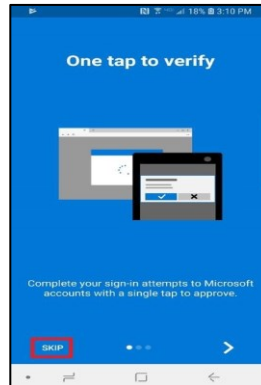 18% 3:10 PM
One tap to verify
Complete your sign-in attempts to Microsoft
accounts with a single tap to approve.
SKIP